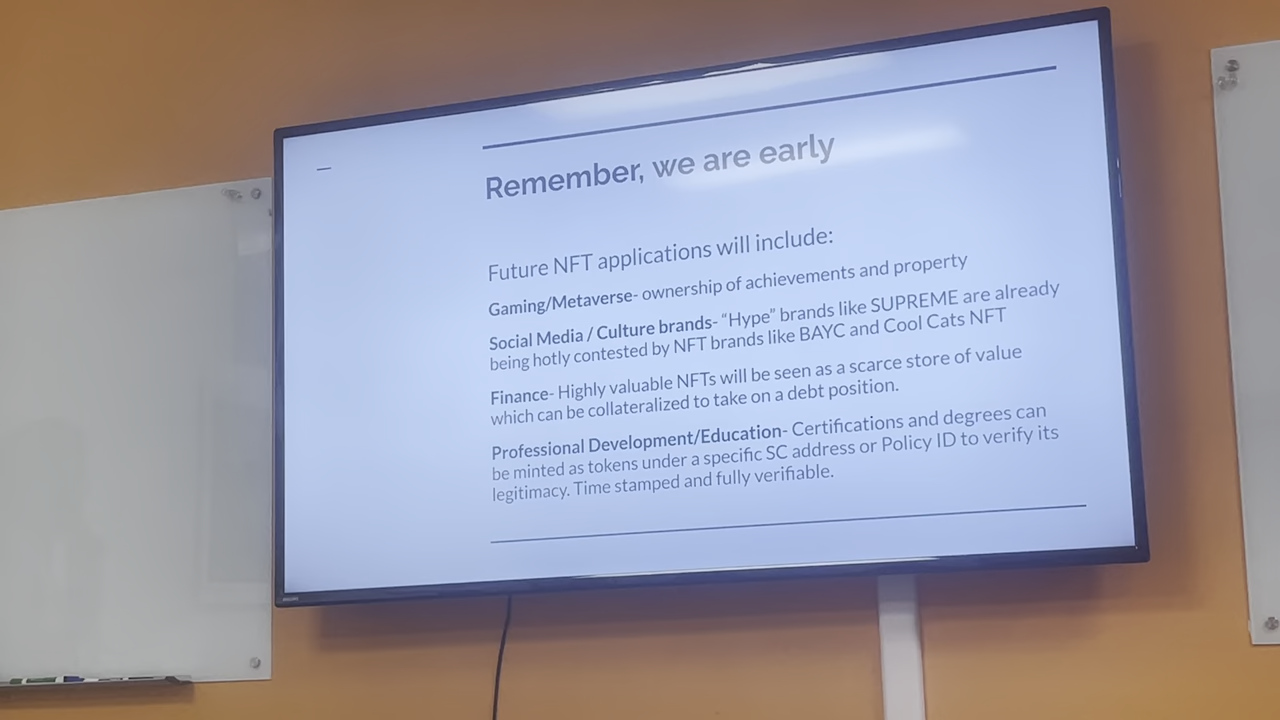 Remember, we are early
Future NFT applications will include:
Gaming/Metaverse- ownership of achievements and property
Social Media / Culture brands- “Hype” brands like SUPREME are already
being hotly contested by NFT brands like BAYC and Cool Cats NFT
Finance- Highly valuable NFTs will be seen as a scarce store of value
which can be collateralized to take on a debt position.
Professional Development/Education- Certifications and degrees can
be minted as tokens under a specific SC address or Policy ID to verify its
legitimacy. Time stamped and fully verifiable.